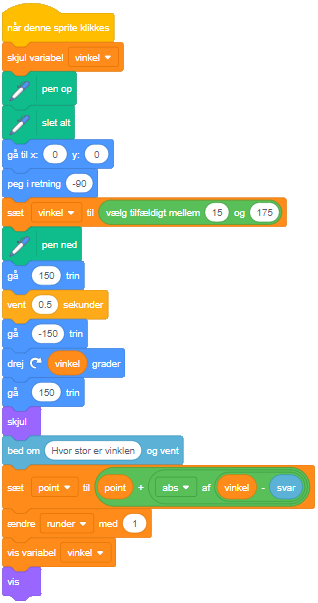 når denne sprite klikkes
skjul variabel vinkel
pen op
slet alt
gå til x: 0 y: 0
peg i retning -90
sæt vinkel til vælg tilfældigt mellem 15 og 175
pen ned
gå 150 trin
vent 0.5 sekunder
gå -150 trin
drej vinkel grader
gå 150 trin
skjul
bed om Hvor stor er vinklen og vent
sæt point til point + abs af vinkel - svar
ændre runder med 1
vis variabel vinkel
vis